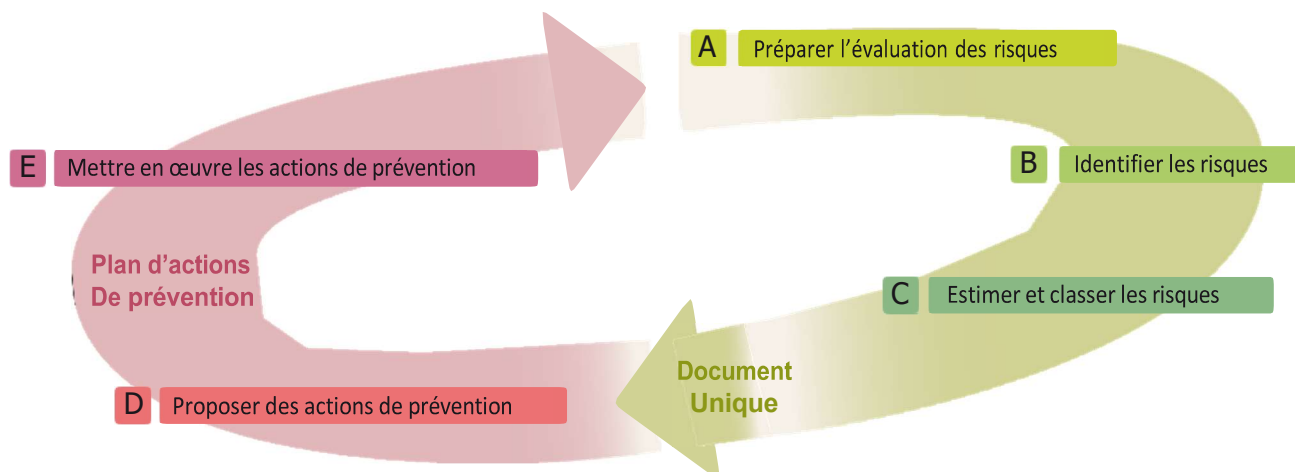 A Préparer l’évaluation des risques
B Identifier les risques
C Estimer et classer les risques
Document
Unique
D Proposer des actions de prévention
Plan d’actions
De prévention
E Mettre en œuvre les actions de prévention